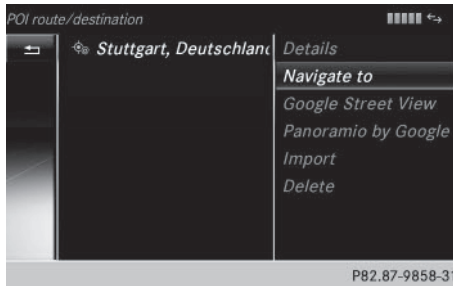 POI route/destination
Stuttgart, Deutschland
Details
Navigate to
Google Street View
Panoramio by Google
Import
Delete
P82.87-9858-31